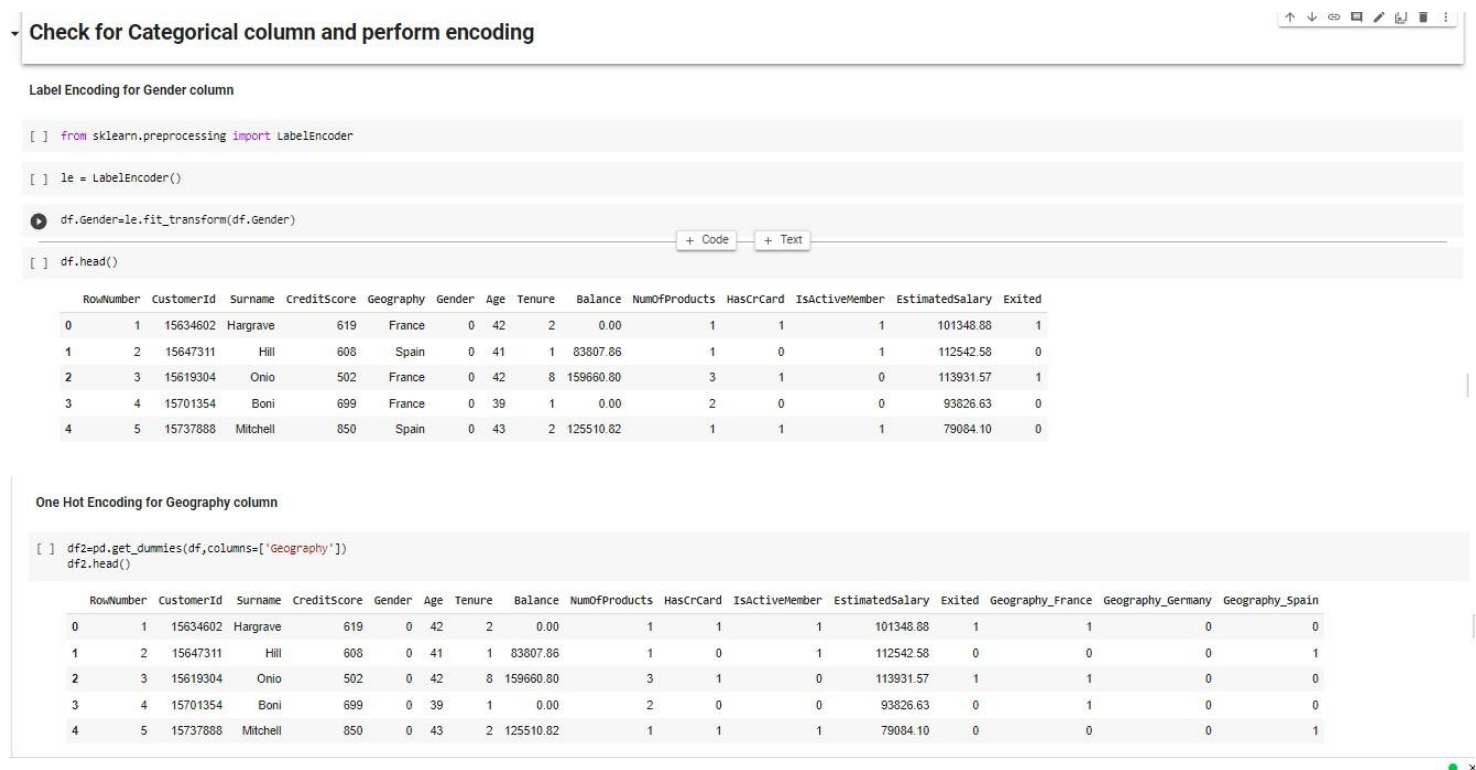 Check for Categorical column and perform encoding
Label Encoding for Gender column
[ ] from sklearn.preprocessing import LabelEncoder
[ ] le = LabelEncoder()
df.Gender=le.fit_transform(df.Gender)
+ Code + Text
[ ] df.head()
RowNumber CustomerId Surname CreditScore Geography Gender Age Tenure Balance NumOfProducts HasCrCard IsActiveMember EstimatedSalary Exited
0 1 15634602 Hargrave 619 France 0 42 2 0.00 1 1 1 101348.88 1
1 2 15647311 Hill 608 Spain 0 41 1 83807.86 1 0 1 112542.58 0
2 3 15619304 Onio 502 France 0 42 8 159660.80 3 1 0 113931.57 1
3 4 15701354 Boni 699 France 0 39 1 0.00 2 0 0 93826.63 0
4 5 15737888 Mitchell 850 Spain 0 43 2 125510.82 1 1 1 79084.10 0
One Hot Encoding for Geography column
[ ] df2=pd.get_dummies(df,columns=['Geography'])
df2.head()
RowNumber CustomerId Surname CreditScore Gender Age Tenure Balance NumOfProducts HasCrCard IsActiveMember EstimatedSalary Exited Geography_France Geography_Germany Geography_Spain
0 1 15634602 Hargrave 619 0 42 2 0.00 1 1 1 101348.88 1 1 0 0
1 2 15647311 Hill 608 0 41 1 83807.86 1 0 1 112542.58 0 0 0 1
2 3 15619304 Onio 502 0 42 8 159660.80 3 1 0 113931.57 1 1 0 0
3 4 15701354 Boni 699 0 39 1 0.00 2 0 0 93826.63 0 1 0 0
4 5 15737888 Mitchell 850 0 43 2 125510.82 1 1 1 79084.10 0 0 0 1